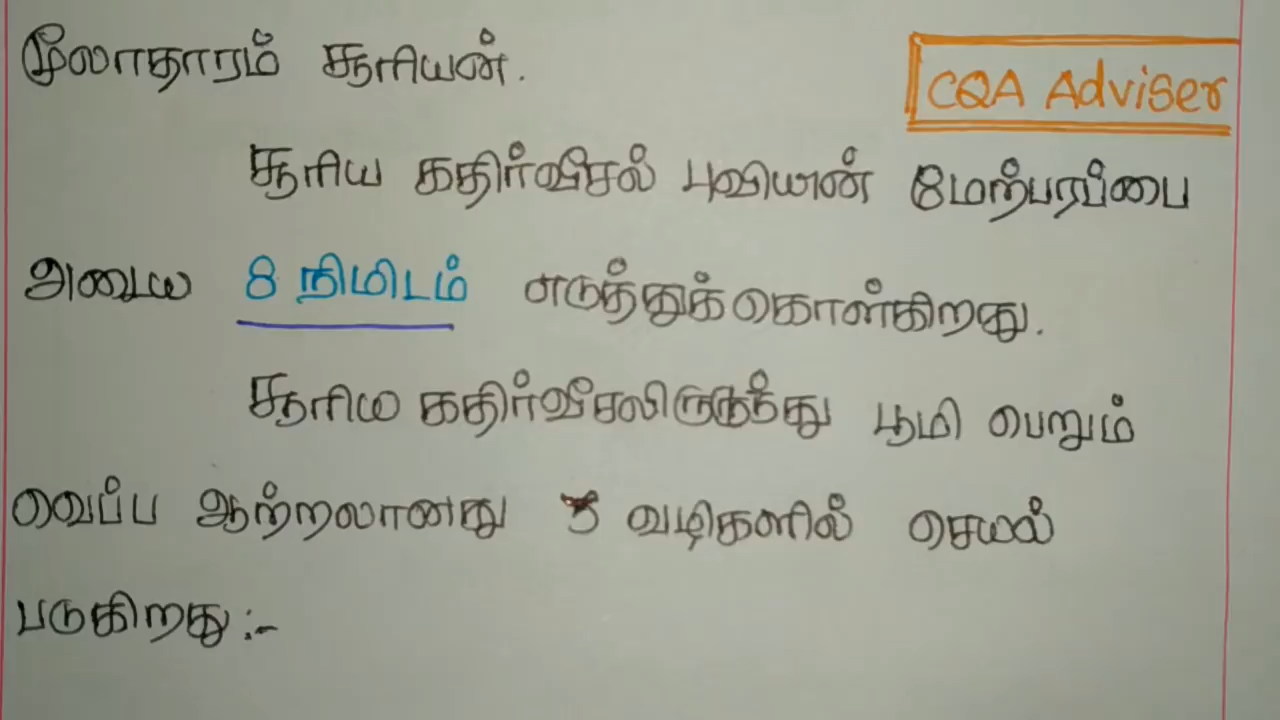 மூலாதாரம் சூரியன்.
CQA Adviser
சூரிய கதிர்வீசல் புவியின் மேற்பரப்பை
அடைய 8 நிமிடம் எடுத்துக்கொள்கிறது.
சூரிய கதிர்வீசலிருந்து பூமி பெறும்
வெப்ப ஆற்றலானது வழிகளில் செயல்
படுகிறது:-